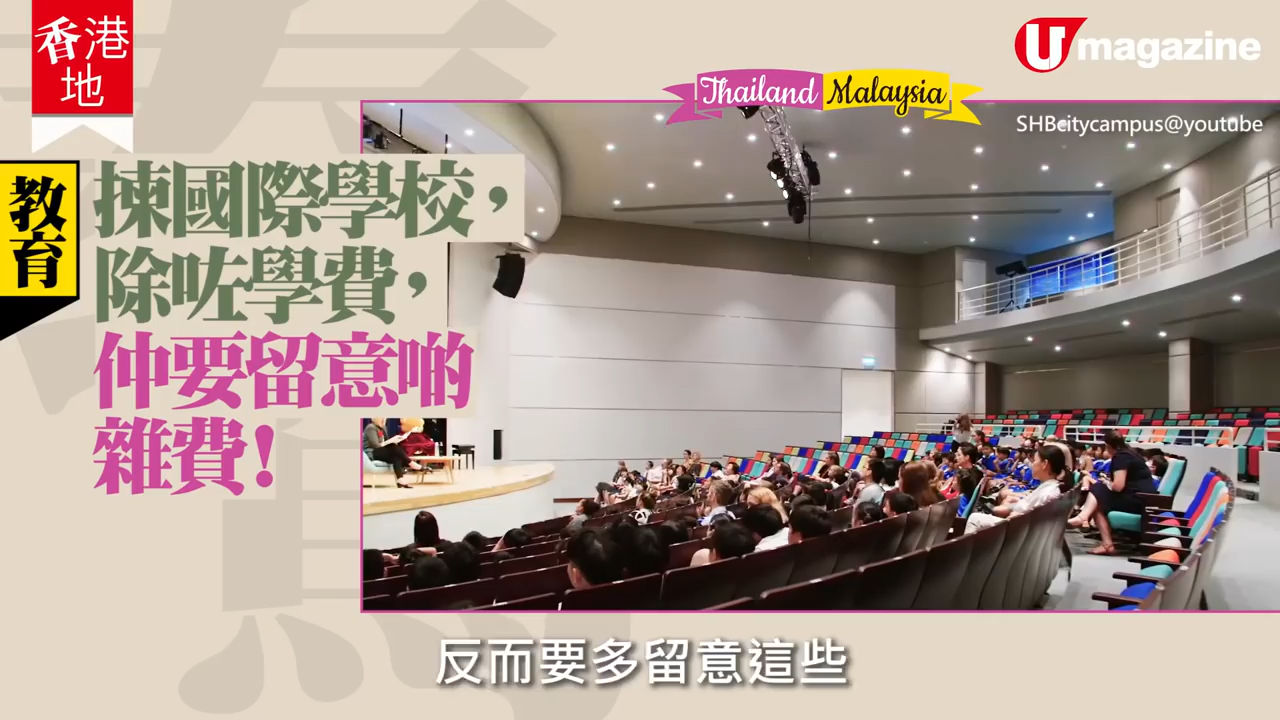 香港
地
U magazine
Thailand Malaysia
SHBcitycampus@youtube
教育
揀國際學校，
除咗學費，
仲要留意啲
雜費！
反而要多留意這些